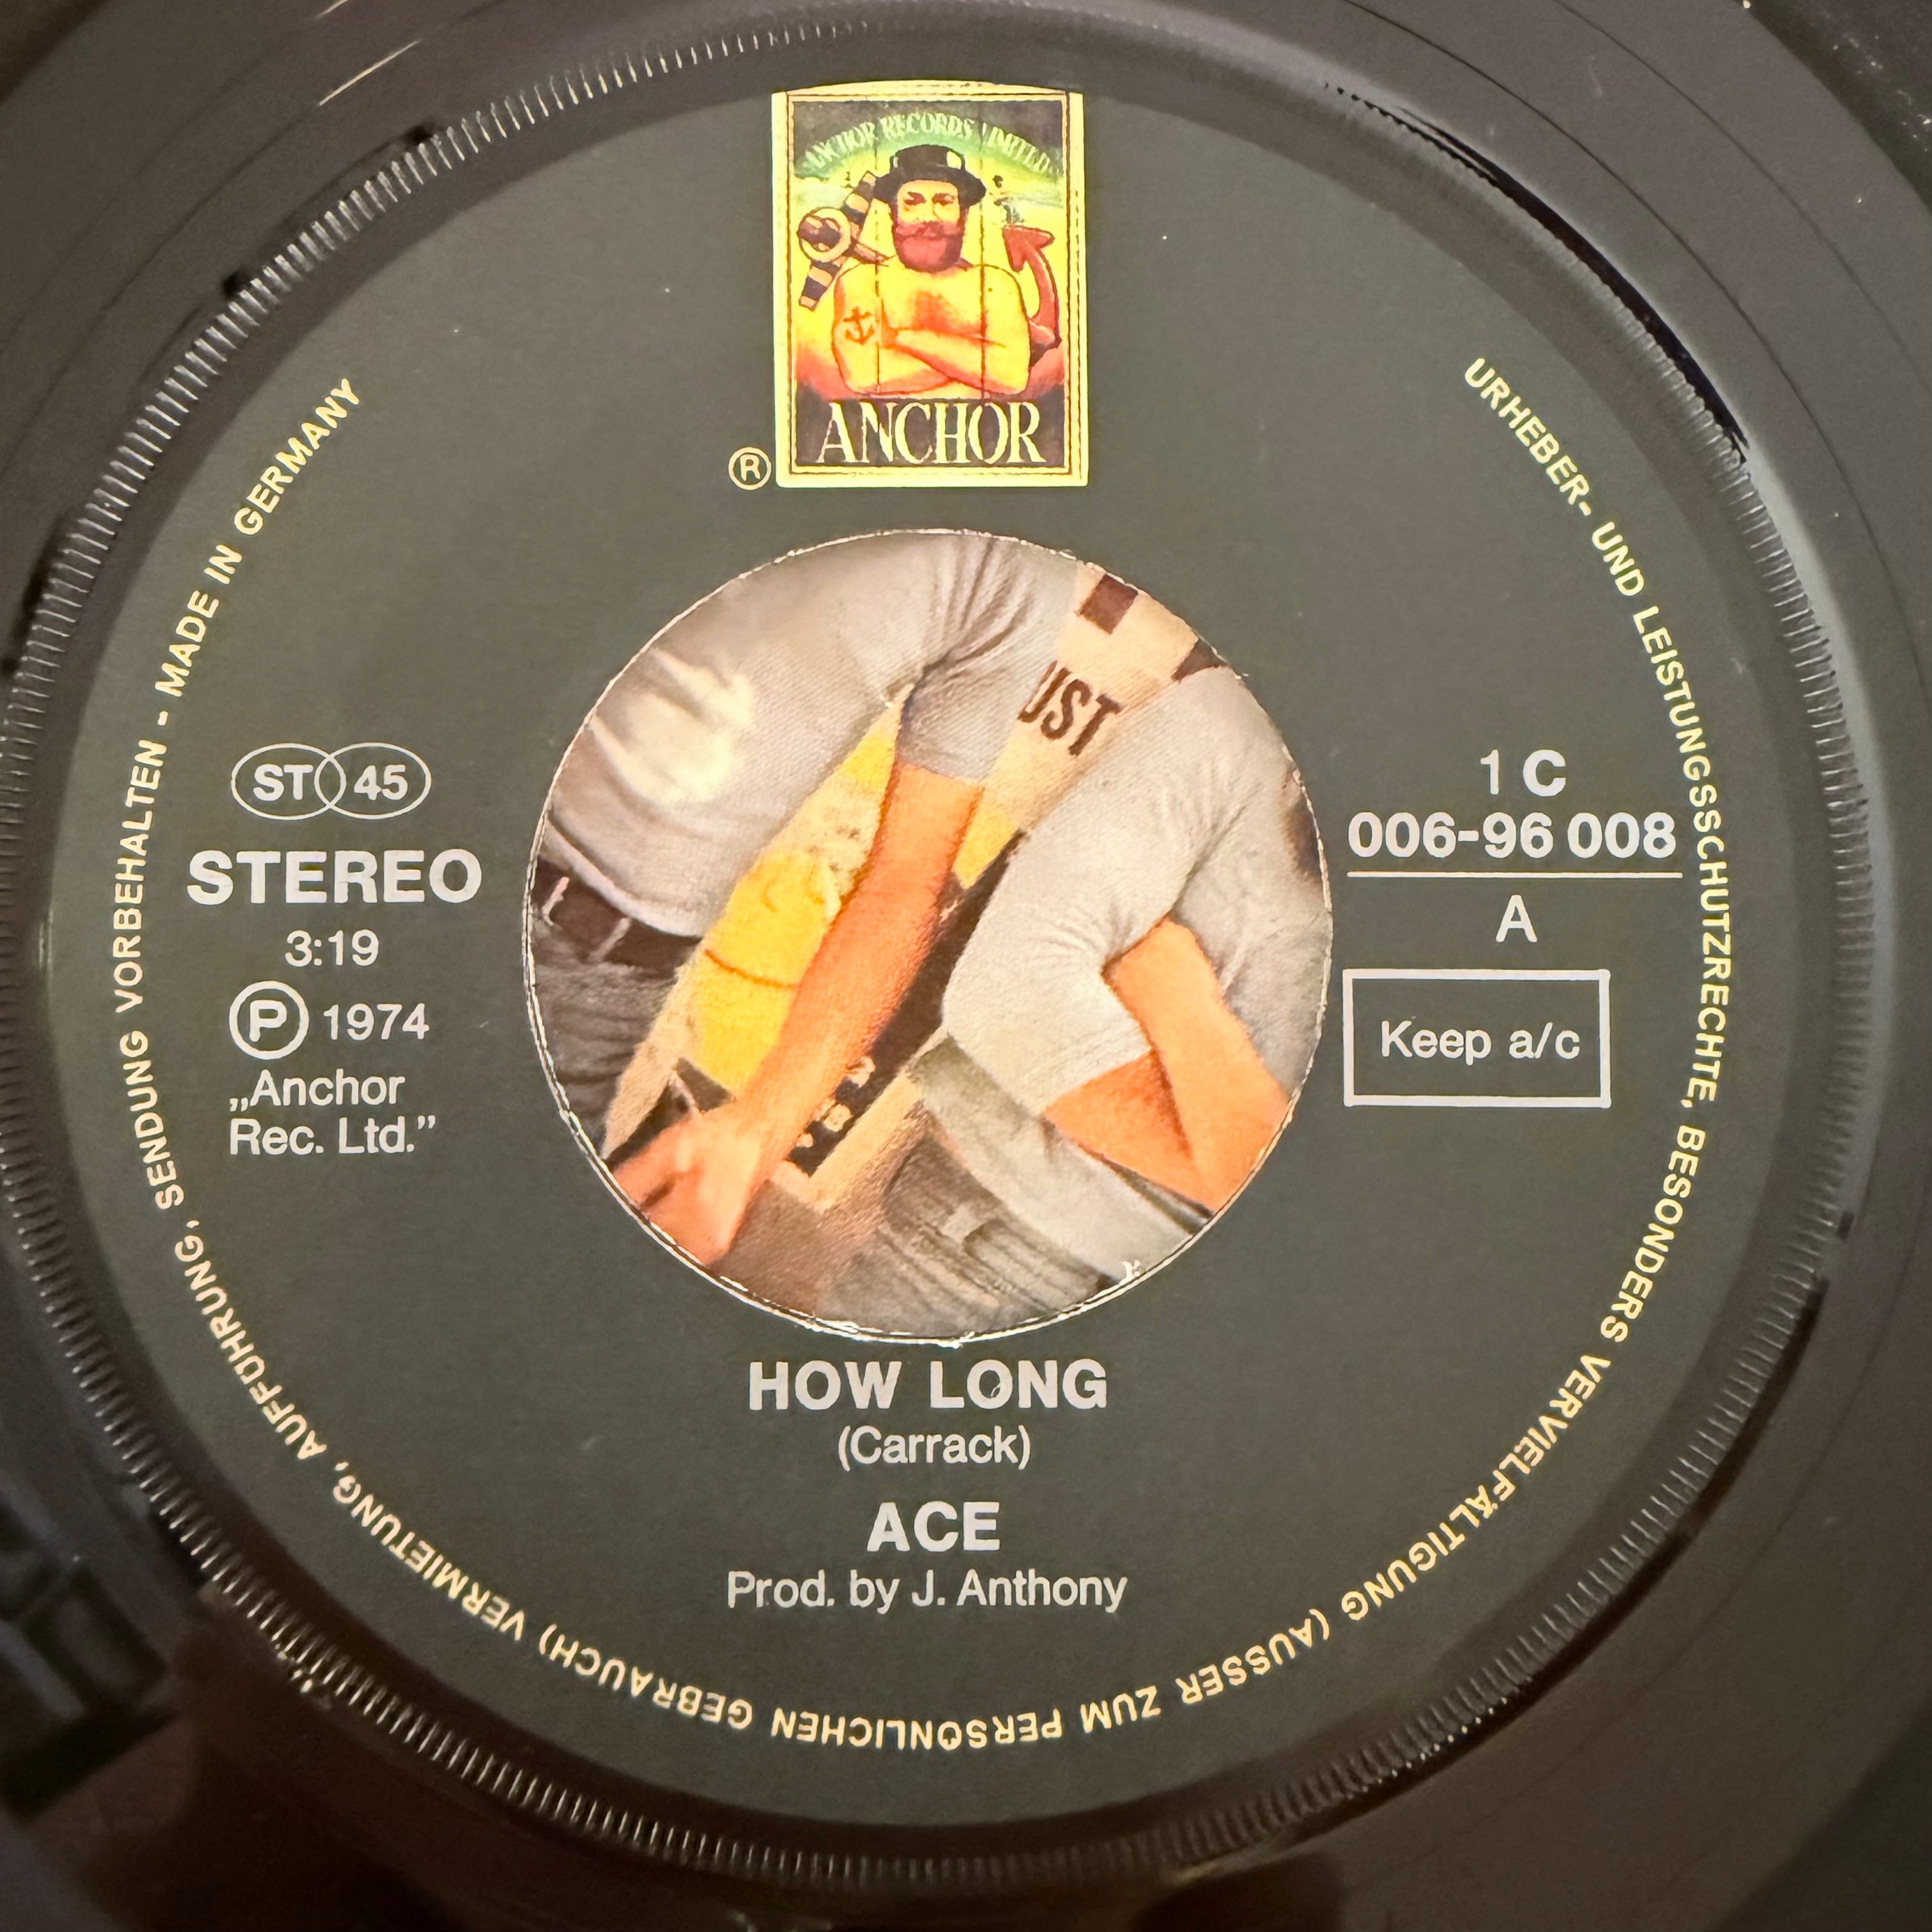 ANCHOR RECORDS LIMITED
ANCHOR
®
URHEBER- UND LEISTUNGSSCHUTZRECHTE, BESONDERS VERVIELFÄLTIGUNG (AUSSER ZUM PERSÖNLICHEN GEBRAUCH) VERMIETUNG, AUFFÜHRUNG, SENDUNG VORBEHALTEN - MADE IN GERMANY
ST 45
STEREO
3:19
Ⓟ 1974
„Anchor
Rec. Ltd.”
UST
1 C
006-96 008
A
Keep a/c
HOW LONG
(Carrack)
ACE
Prod. by J. Anthony